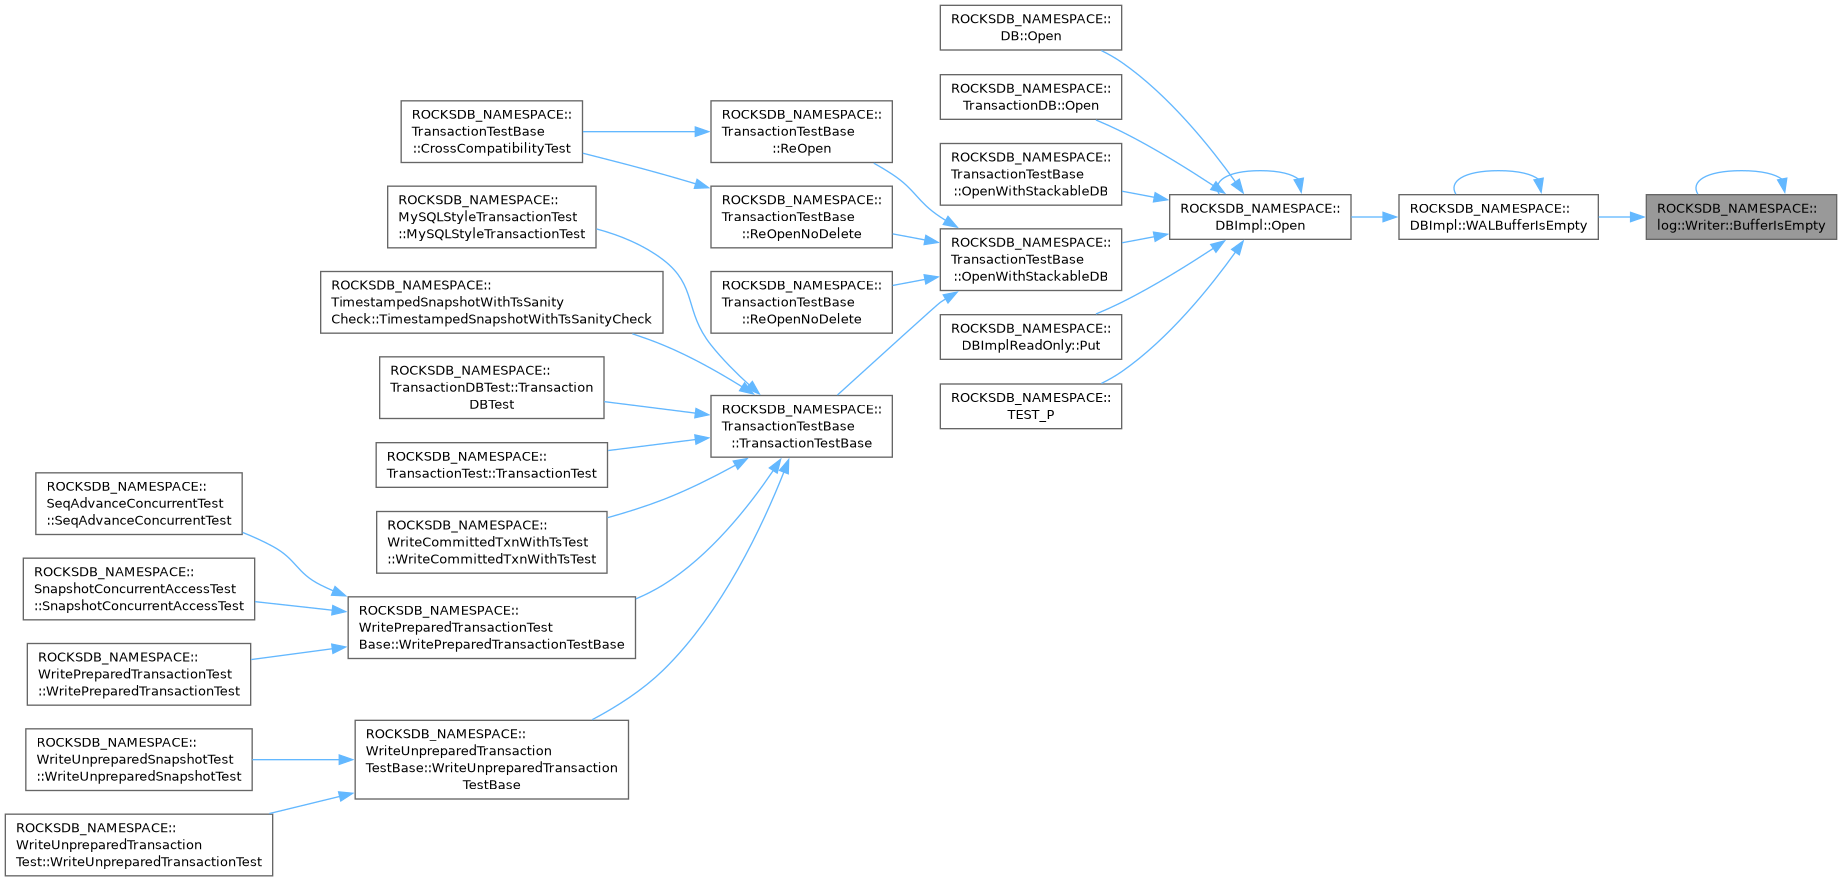 ROCKSDB_NAMESPACE::
DB::Open
ROCKSDB_NAMESPACE::
TransactionDB::Open
ROCKSDB_NAMESPACE::
TransactionTestBase
::CrossCompatibilityTest
ROCKSDB_NAMESPACE::
TransactionTestBase
::ReOpen
ROCKSDB_NAMESPACE::
TransactionTestBase
::OpenWithStackableDB
ROCKSDB_NAMESPACE::
MySQLStyleTransactionTest
::MySQLStyleTransactionTest
ROCKSDB_NAMESPACE::
TransactionTestBase
::ReOpenNoDelete
ROCKSDB_NAMESPACE::
DBImpl::Open
ROCKSDB_NAMESPACE::
DBImpl::WALBufferIsEmpty
ROCKSDB_NAMESPACE::
log::Writer::BufferIsEmpty
ROCKSDB_NAMESPACE::
TransactionTestBase
::OpenWithStackableDB
ROCKSDB_NAMESPACE::
TimestampedSnapshotWithTsSanity
Check::TimestampedSnapshotWithTsSanityCheck
ROCKSDB_NAMESPACE::
TransactionTestBase
::ReOpenNoDelete
ROCKSDB_NAMESPACE::
DBImplReadOnly::Put
ROCKSDB_NAMESPACE::
TransactionDBTest::Transaction
DBTest
ROCKSDB_NAMESPACE::
TEST_P
ROCKSDB_NAMESPACE::
TransactionTestBase
::TransactionTestBase
ROCKSDB_NAMESPACE::
TransactionTest::TransactionTest
ROCKSDB_NAMESPACE::
SeqAdvanceConcurrentTest
::SeqAdvanceConcurrentTest
ROCKSDB_NAMESPACE::
WriteCommittedTxnWithTsTest
::WriteCommittedTxnWithTsTest
ROCKSDB_NAMESPACE::
SnapshotConcurrentAccessTest
::SnapshotConcurrentAccessTest
ROCKSDB_NAMESPACE::
WritePreparedTransactionTest
Base::WritePreparedTransactionTestBase
ROCKSDB_NAMESPACE::
WritePreparedTransactionTest
::WritePreparedTransactionTest
ROCKSDB_NAMESPACE::
WriteUnpreparedSnapshotTest
::WriteUnpreparedSnapshotTest
ROCKSDB_NAMESPACE::
WriteUnpreparedTransaction
TestBase::WriteUnpreparedTransaction
TestBase
ROCKSDB_NAMESPACE::
WriteUnpreparedTransaction
Test::WriteUnpreparedTransactionTest